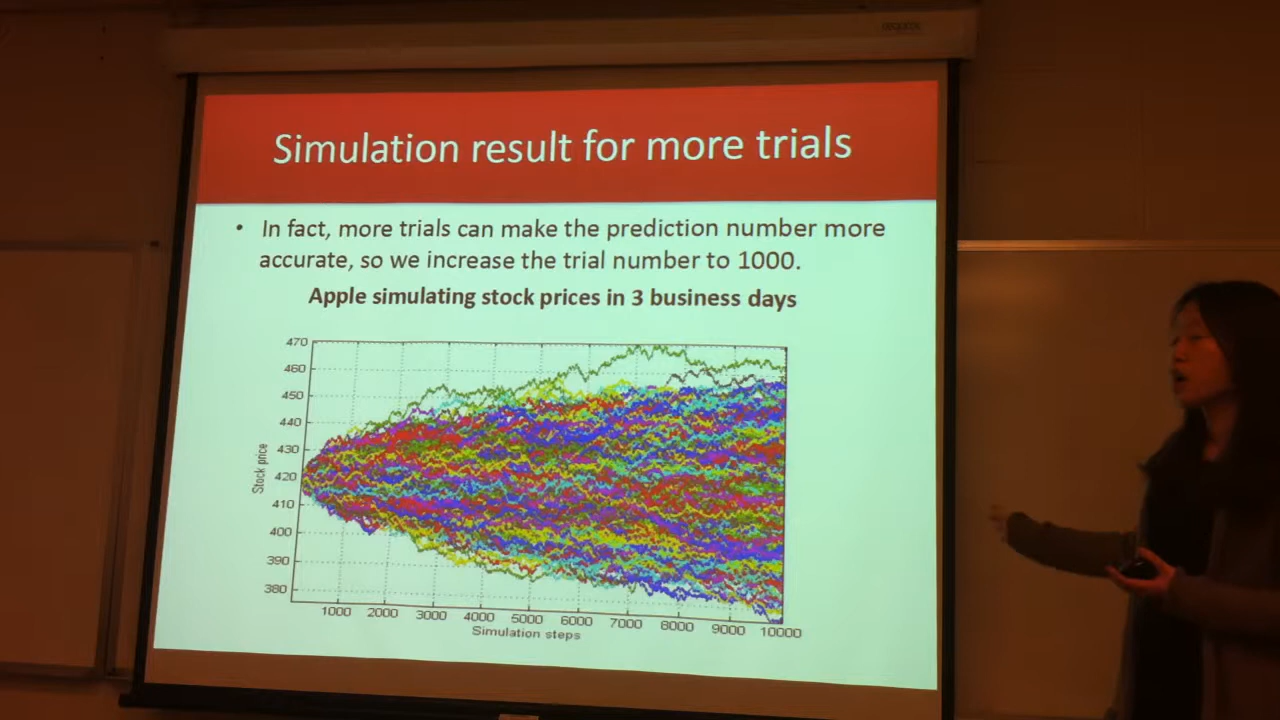 Simulation result for more trials
• In fact, more trials can make the prediction number more
accurate, so we increase the trial number to 1000.
Apple simulating stock prices in 3 business days
470
460
450
440
430
420
410
400
390
380
Stock price
1000 2000 3000 4000 5000 6000 7000 8000 9000 10000
Simulation steps